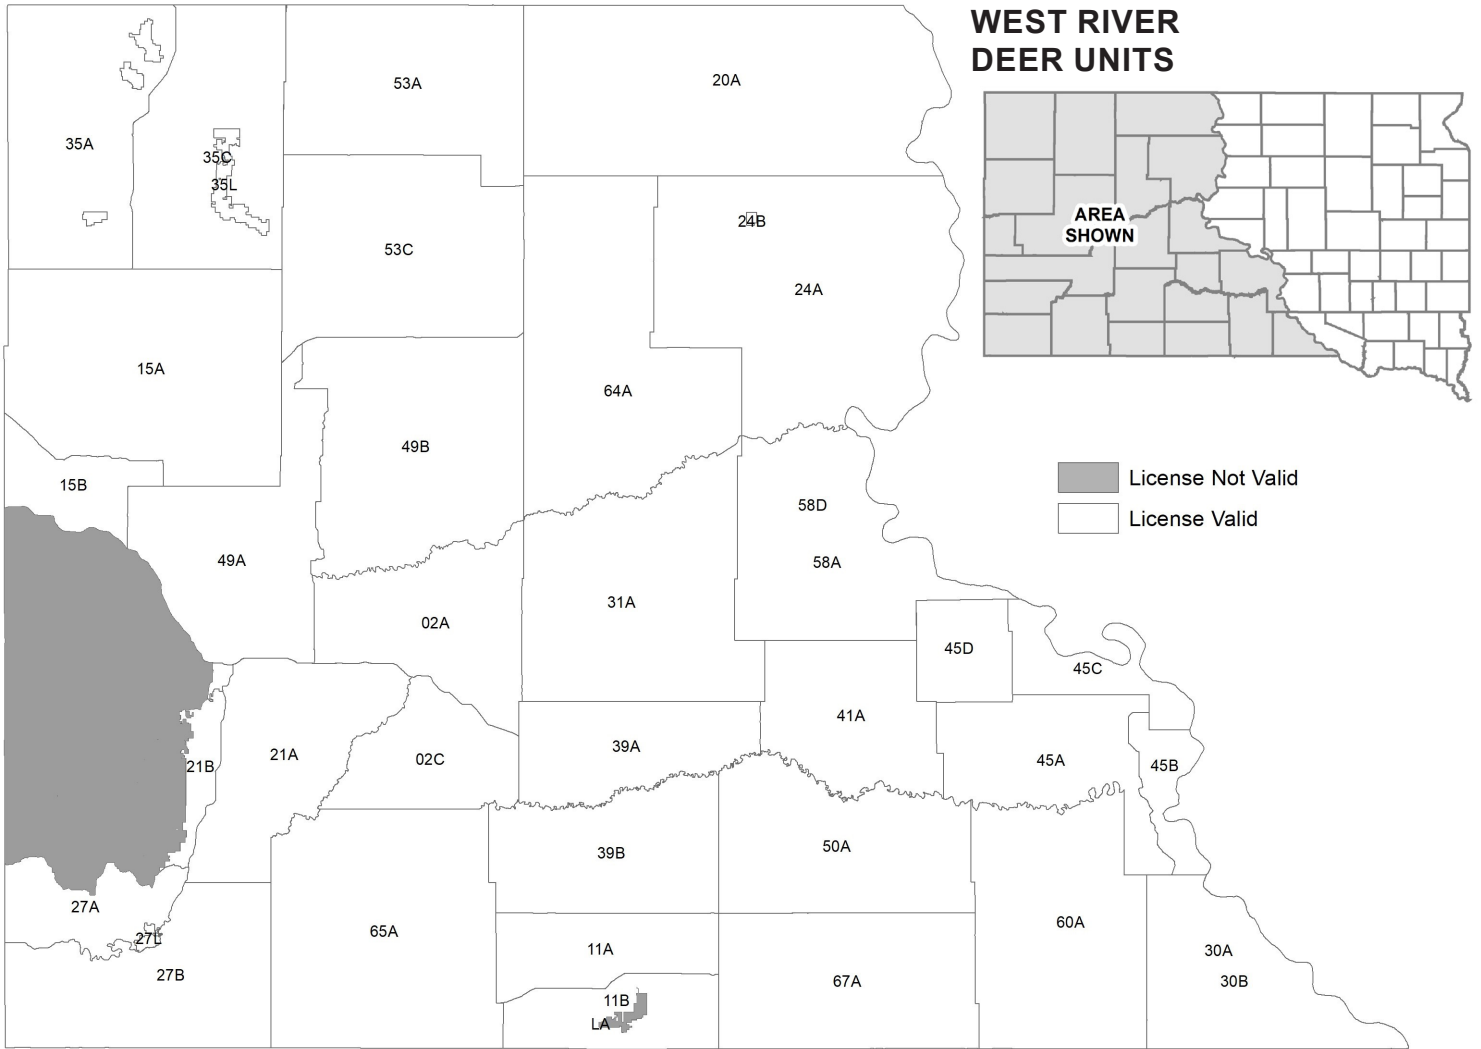 WEST RIVER
DEER UNITS
AREA
SHOWN
License Not Valid
License Valid
53A
20A
35A
35C
35L
24B
53C
24A
15A
64A
49B
15B
58D
49A
58A
31A
02A
45D
45C
41A
39A
21A
02C
45A
21B
45B
50A
39B
27A
60A
65A
27L
11A
30A
27B
67A
30B
11B
LA